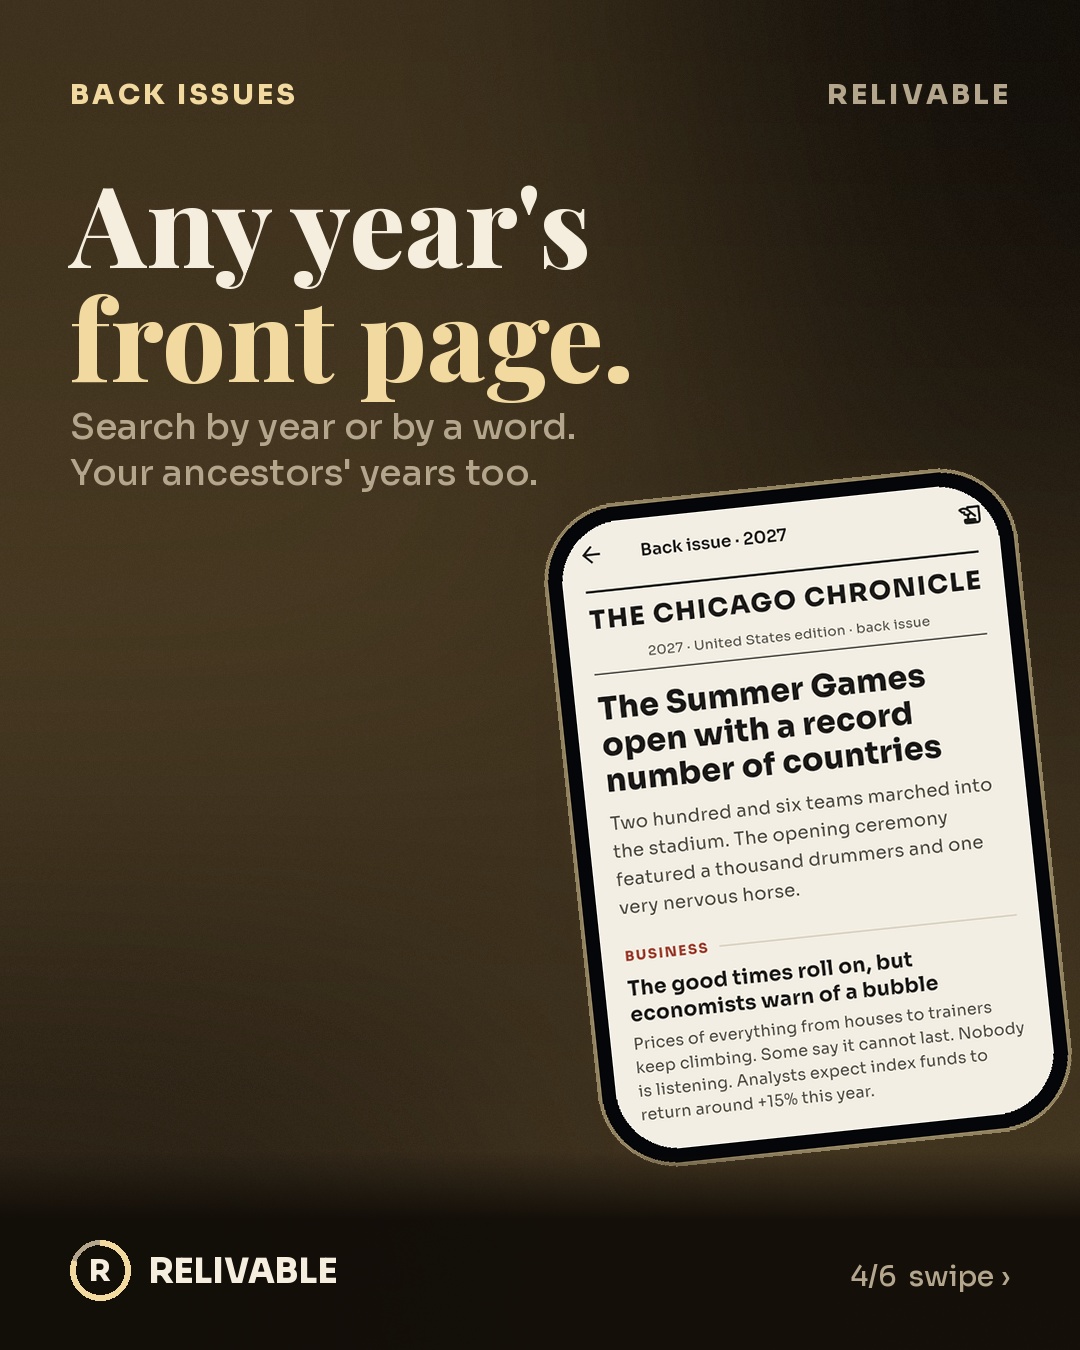 BACK ISSUES
RELIVABLE
Any year's
front page.
Search by year or by a word.
Your ancestors' years too.
Back issue · 2027
THE CHICAGO CHRONICLE
2027 · United States edition · back issue
The Summer Games
open with a record
number of countries
Two hundred and six teams marched into
the stadium. The opening ceremony
featured a thousand drummers and one
very nervous horse.
BUSINESS
The good times roll on, but
economists warn of a bubble
Prices of everything from houses to trainers
keep climbing. Some say it cannot last. Nobody
is listening. Analysts expect index funds to
return around +15% this year.
R RELIVABLE
4/6 swipe ›